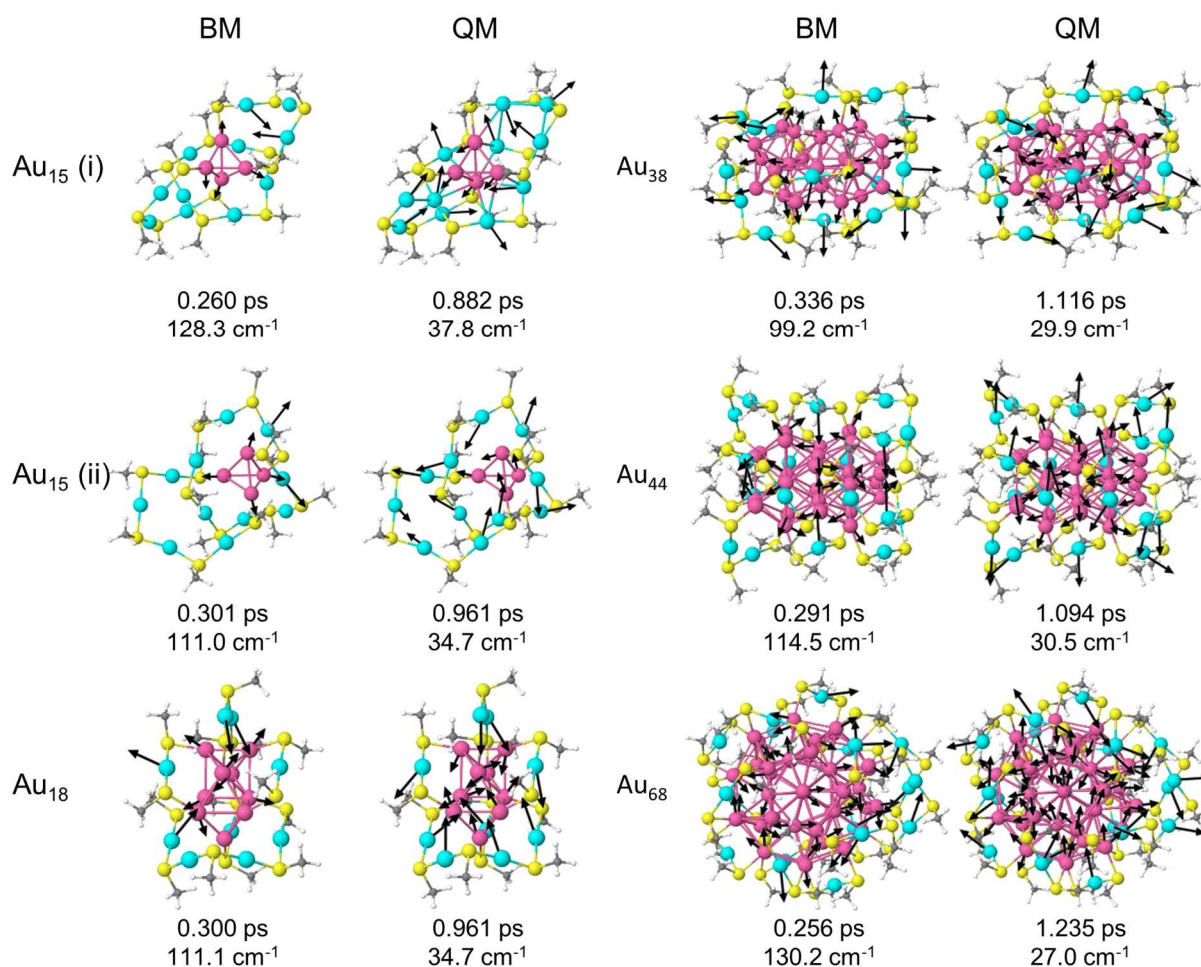 BM QM BM QM
Au₁₅ (i) Au₃₈
0.260 ps 0.882 ps 0.336 ps 1.116 ps
128.3 cm⁻¹ 37.8 cm⁻¹ 99.2 cm⁻¹ 29.9 cm⁻¹
Au₁₅ (ii) Au₄₄
0.301 ps 0.961 ps 0.291 ps 1.094 ps
111.0 cm⁻¹ 34.7 cm⁻¹ 114.5 cm⁻¹ 30.5 cm⁻¹
Au₁₈ Au₆₈
0.300 ps 0.961 ps 0.256 ps 1.235 ps
111.1 cm⁻¹ 34.7 cm⁻¹ 130.2 cm⁻¹ 27.0 cm⁻¹